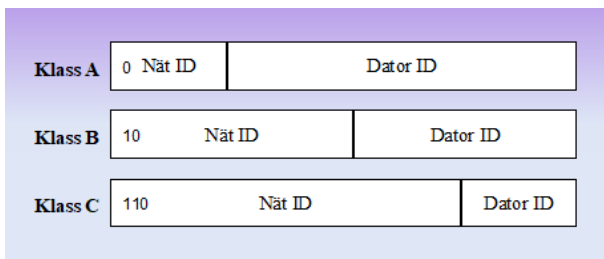 Klass A 0 Nät ID Dator ID
Klass B 10 Nät ID Dator ID
Klass C 110 Nät ID Dator ID